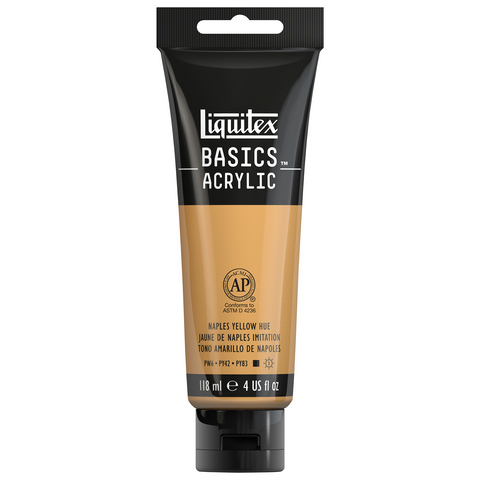 Liquitex
BASICS™
ACRYLIC
ACMI
AP
®
Conforms to
ASTM D 4236
NAPLES YELLOW HUE
JAUNE DE NAPLES IMITATION
TONO AMARILLO DE NAPOLES
PW6 • PY42 • PY83
118 ml ℮ 4 US fl oz